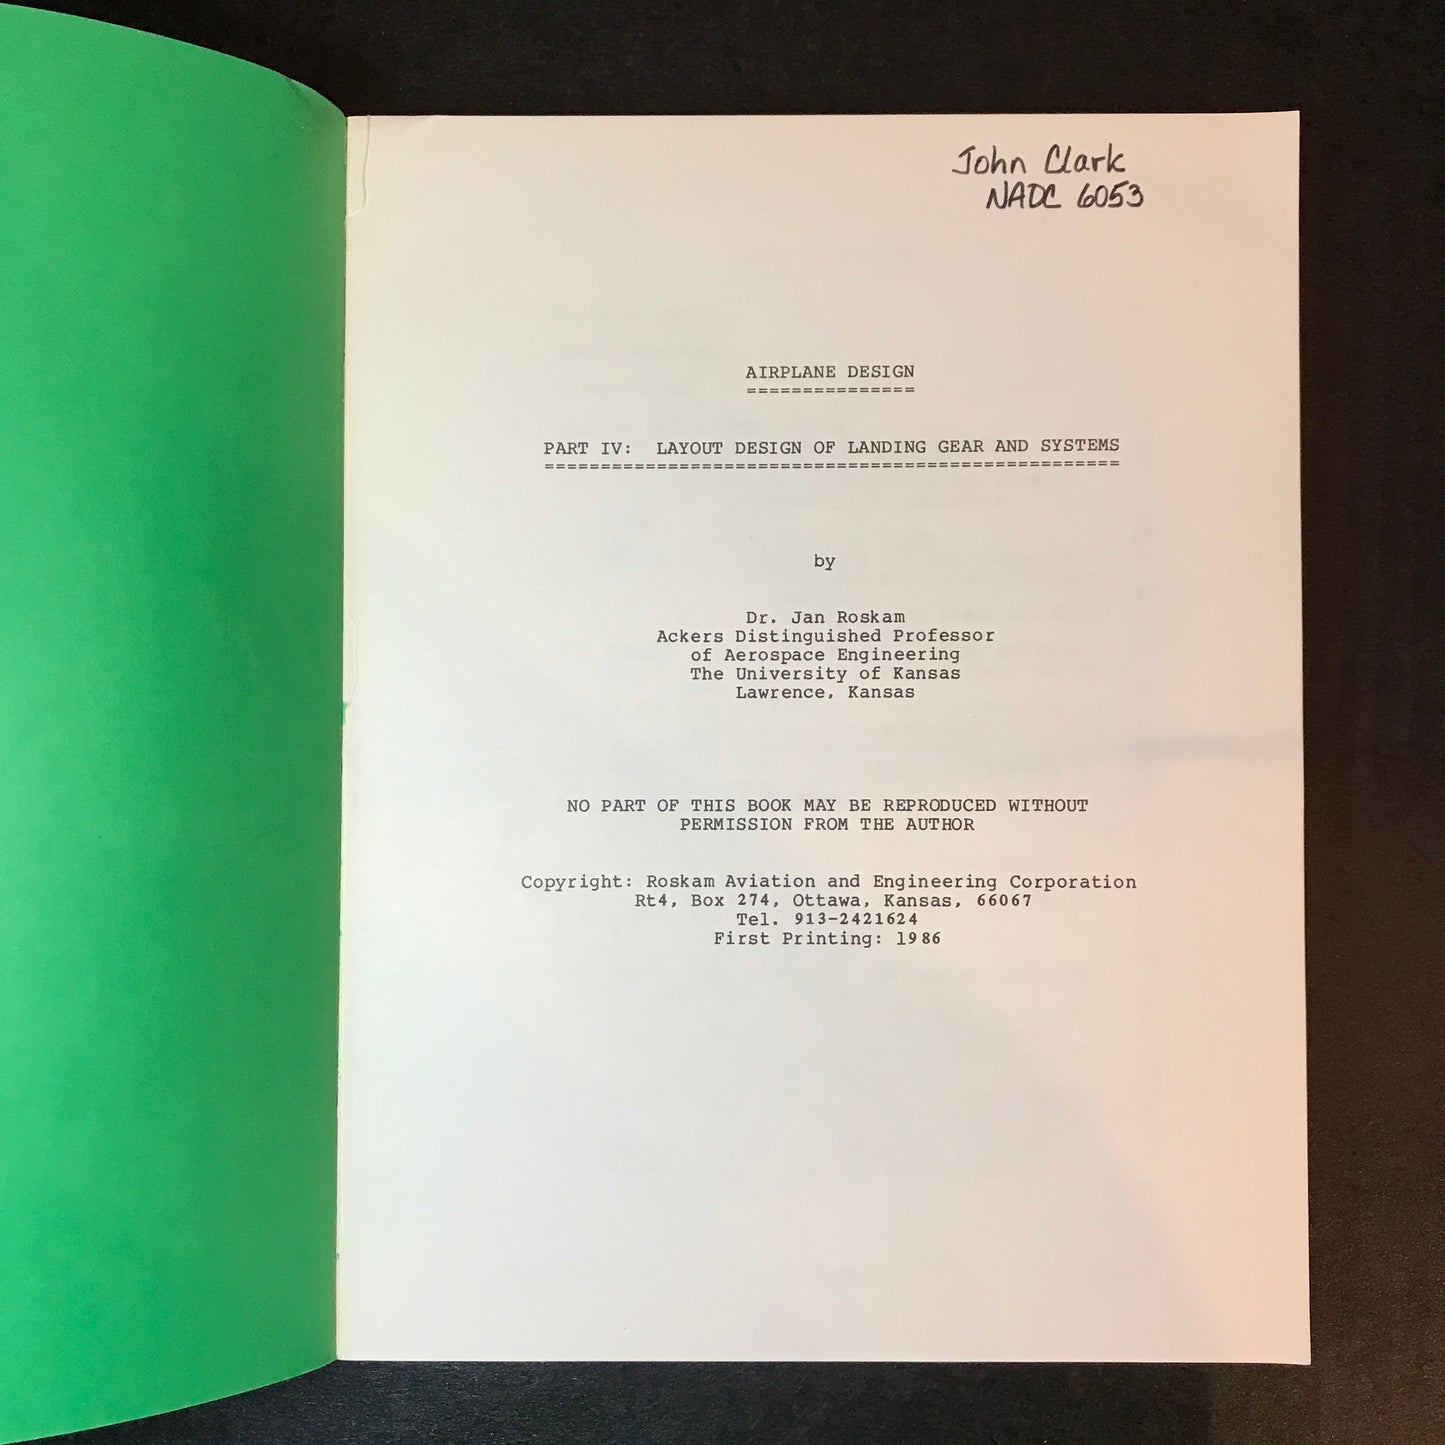 John Clark
NADC 6053
AIRPLANE DESIGN
===============
PART IV:  LAYOUT DESIGN OF LANDING GEAR AND SYSTEMS
===================================================
by
Dr. Jan Roskam
Ackers Distinguished Professor
of Aerospace Engineering
The University of Kansas
Lawrence, Kansas
NO PART OF THIS BOOK MAY BE REPRODUCED WITHOUT
PERMISSION FROM THE AUTHOR
Copyright: Roskam Aviation and Engineering Corporation
Rt4, Box 274, Ottawa, Kansas, 66067
Tel. 913-2421624
First Printing: 1986